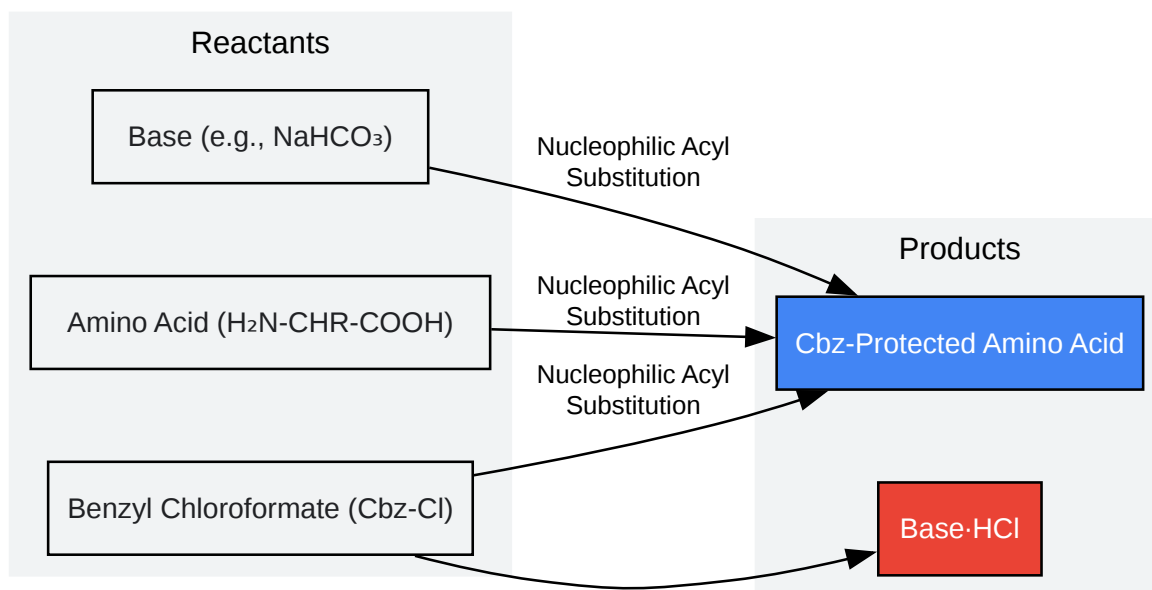 Reactants
Base (e.g., NaHCO₃)
Nucleophilic Acyl
Substitution
Products
Amino Acid (H₂N-CHR-COOH)
Nucleophilic Acyl
Substitution
Cbz-Protected Amino Acid
Nucleophilic Acyl
Substitution
Benzyl Chloroformate (Cbz-Cl)
Base·HCl